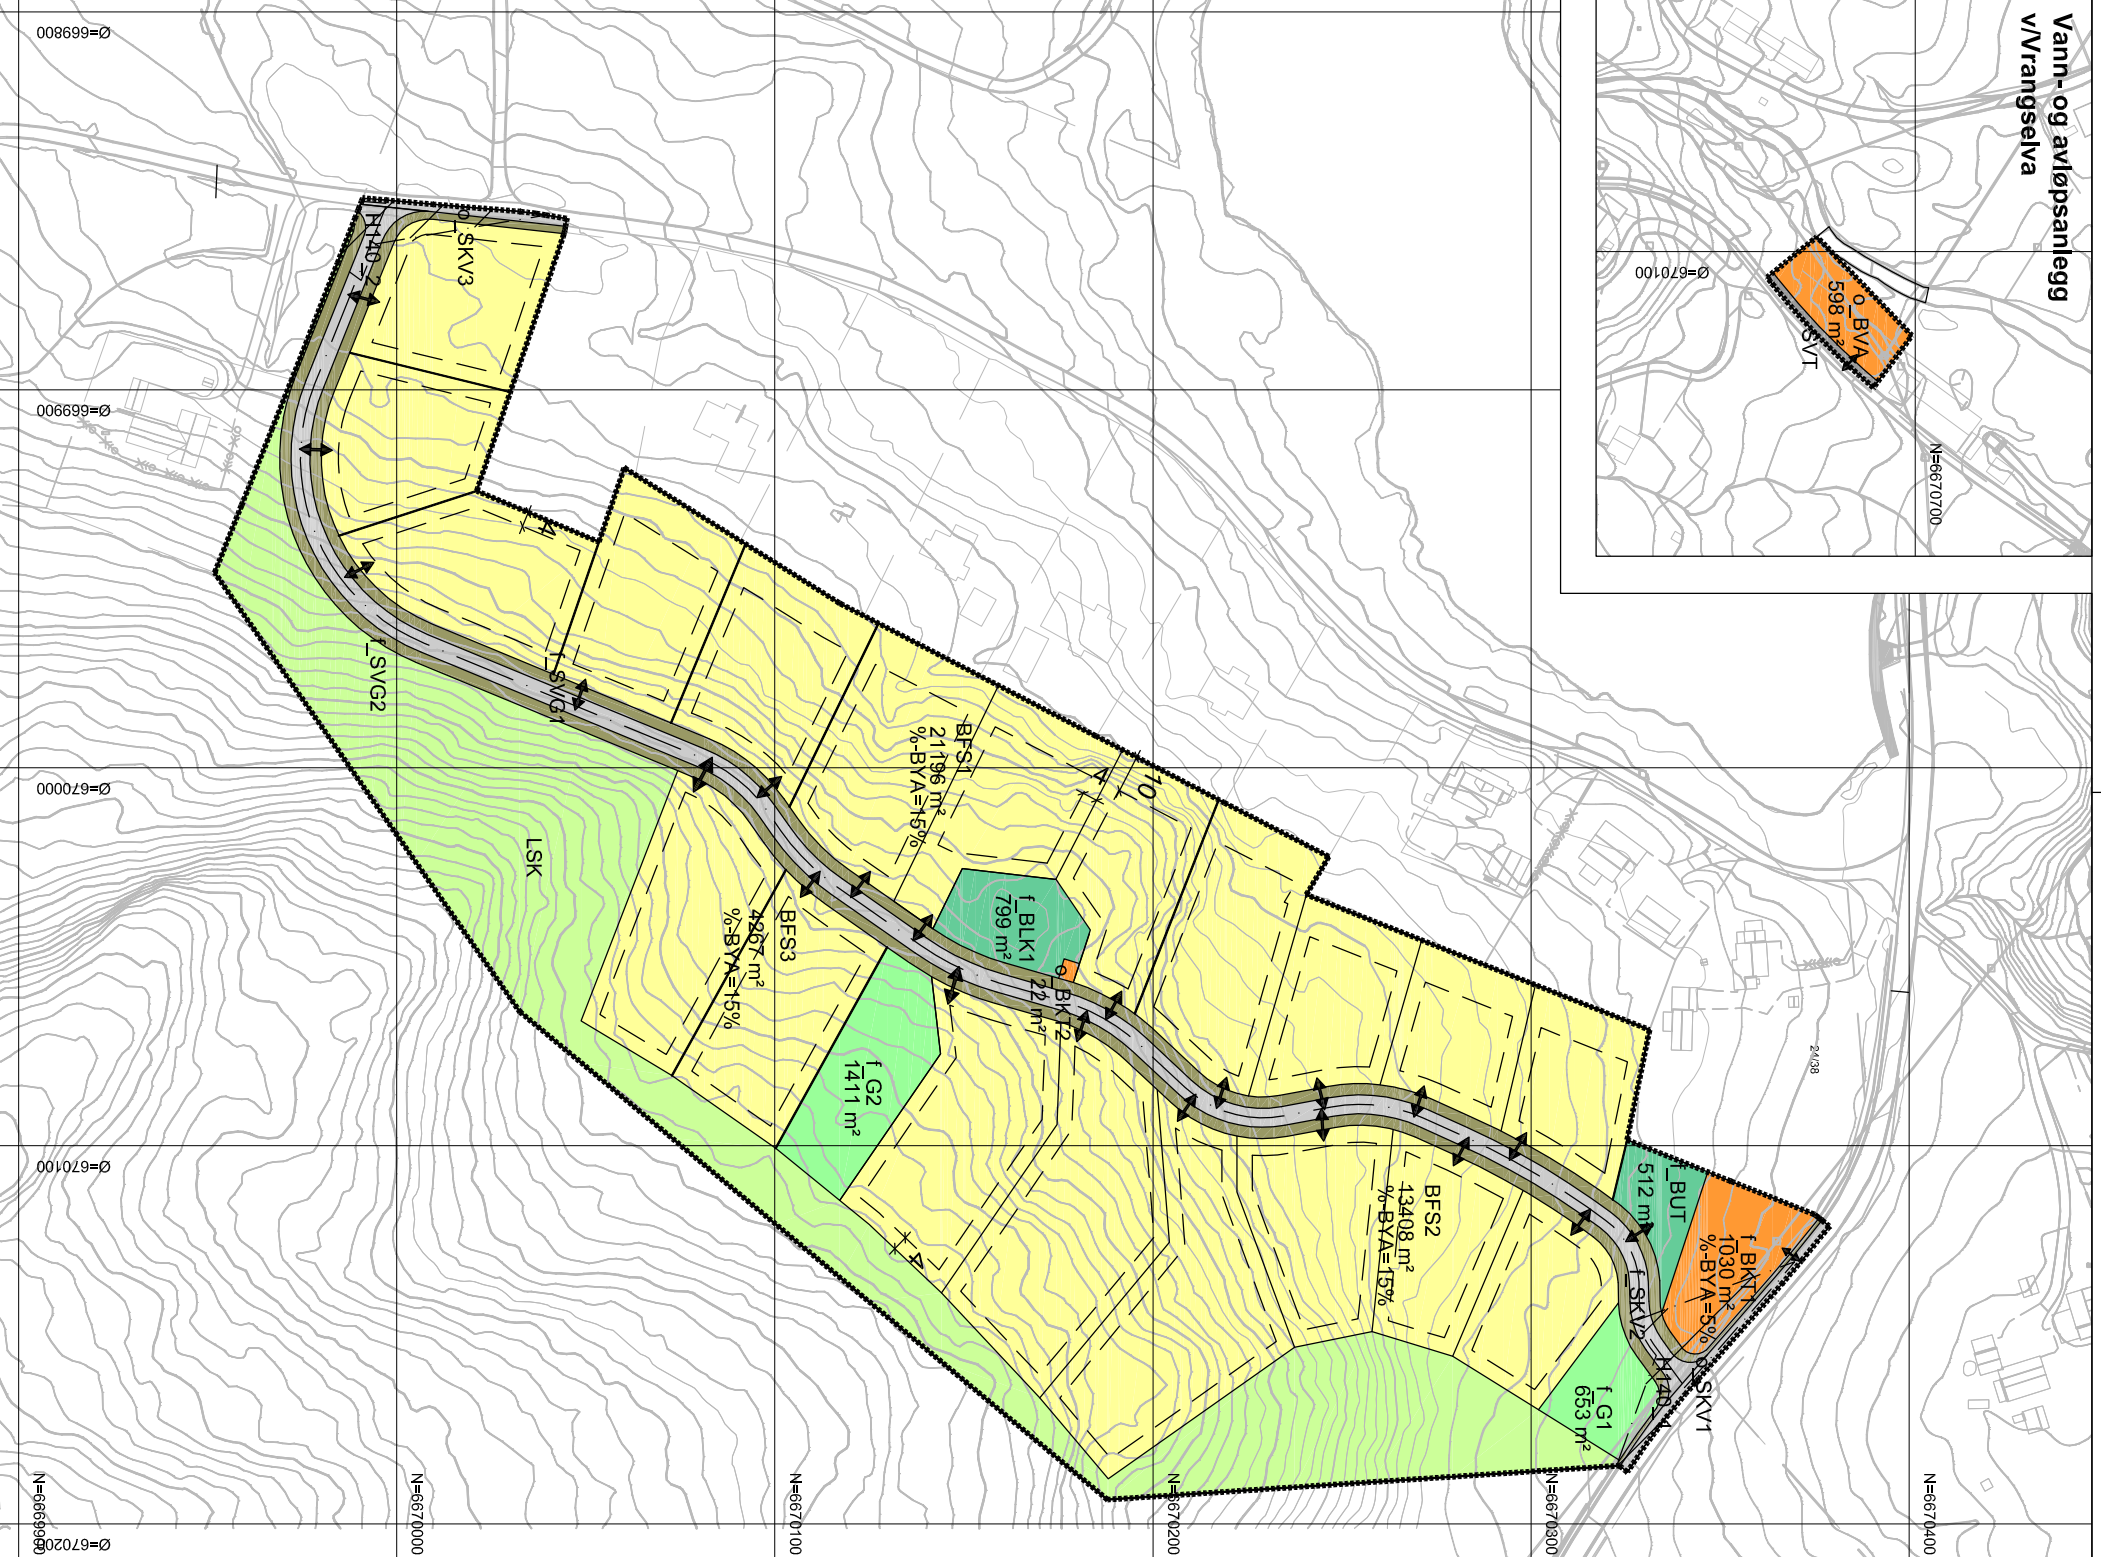 Vann- og avløpsanlegg
v/Vrangselva
o_BVA
598 m²
SVT
Ø=670100
N=6670700
Ø=669800
Ø=669900
Ø=670000
Ø=670100
Ø=670200
N=6669900
N=6670000
N=6670100
N=6670200
N=6670300
N=6670400
o_SKV3
H140_2
4
f_SVG2
f_SVG1
LSK
BFS1
21196 m²
%-BYA=15%
4
10
BFS3
4267 m²
%-BYA=15%
f_BLK1
799 m²
o_BKT2
22 m²
f_G2
1411 m²
4
BFS2
13408 m²
%-BYA=15%
f_BUT
512 m²
f_BKT1
1030 m²
%-BYA=5%
f_SKV2
H140_1
o_SKV1
f_G1
653 m²
24/38